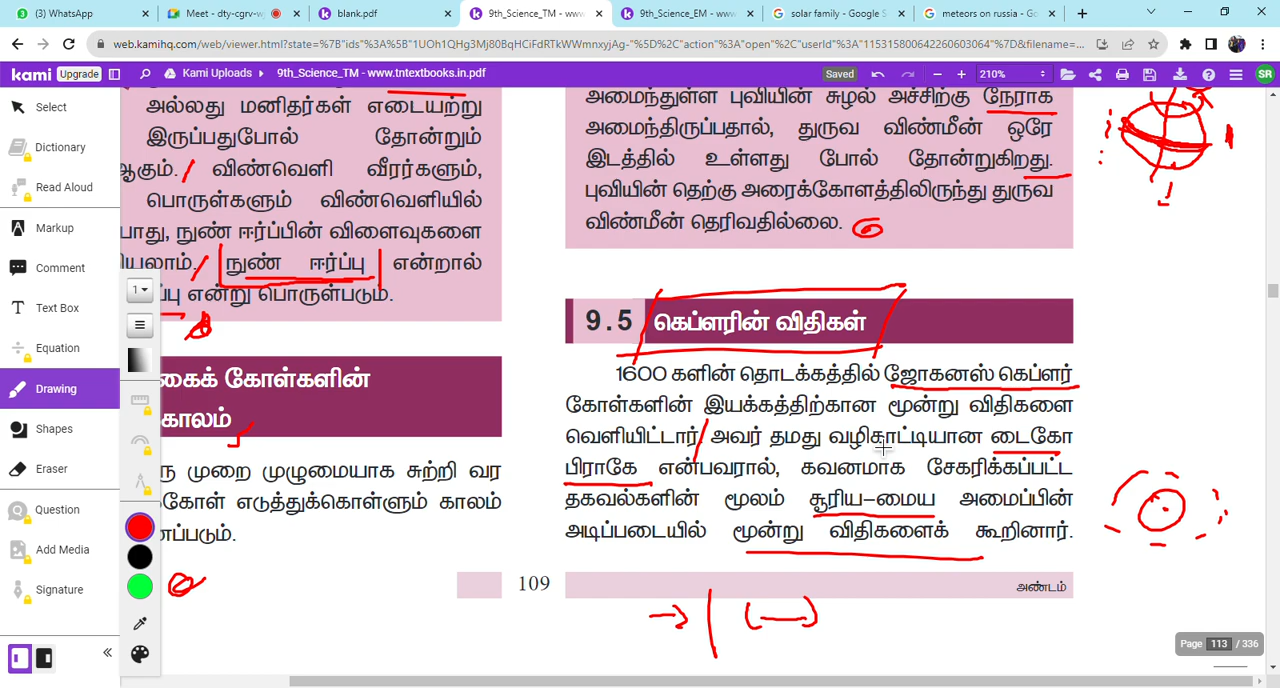 (3) WhatsApp
Meet - dty-cgrv-w
blank.pdf
9th_Science_TM - www
9th_Science_EM - www
solar family - Google S
meteors on russia - Go
web.kamihq.com/web/viewer.html?state=%7B"ids"%3A%5B"1UOh1QHg3Mj80BqHCiFdRTkWWmnxyjAg-"%5D%2C"action"%3A"open"%2C"userId"%3A"115315800642260603064"%7D&filename=...
kami Upgrade
Kami Uploads
9th_Science_TM - www.tntextbooks.in.pdf
Saved
210%
SR
Select
Dictionary
Read Aloud
Markup
Comment
Text Box
Equation
Drawing
Shapes
Eraser
Question
Add Media
Signature
1
அல்லது மனிதர்கள் எடையற்று
இருப்பதுபோல் தோன்றும்
ஆகும். விண்வெளி வீரர்களும்,
பொருள்களும் விண்வெளியில்
போது, நுண் ஈர்ப்பின் விளைவுகளை
நுண் ஈர்ப்பு என்றால்
என்று பொருள்படும்.
கோள்களின்
காலம்
முறை முழுமையாக சுற்றி வர
கோள் எடுத்துக்கொள்ளும் காலம்
அமைந்துள்ள புவியின் சுழல் அச்சிற்கு நேராக
அமைந்திருப்பதால், துருவ விண்மீன் ஒரே
இடத்தில் உள்ளது போல் தோன்றுகிறது.
புவியின் தெற்கு அரைக்கோளத்திலிருந்து துருவ
விண்மீன் தெரிவதில்லை.
9.5 கெப்ளரின் விதிகள்
1600 களின் தொடக்கத்தில் ஜோகனஸ் கெப்ளர்
கோள்களின் இயக்கத்திற்கான மூன்று விதிகளை
வெளியிட்டார். அவர் தமது வழிகாட்டியான டைகோ
பிராகே என்பவரால், கவனமாக சேகரிக்கப்பட்ட
தகவல்களின் மூலம் சூரிய-மைய அமைப்பின்
அடிப்படையில் மூன்று விதிகளைக் கூறினார்.
109
அண்டம்
Page 113 / 336